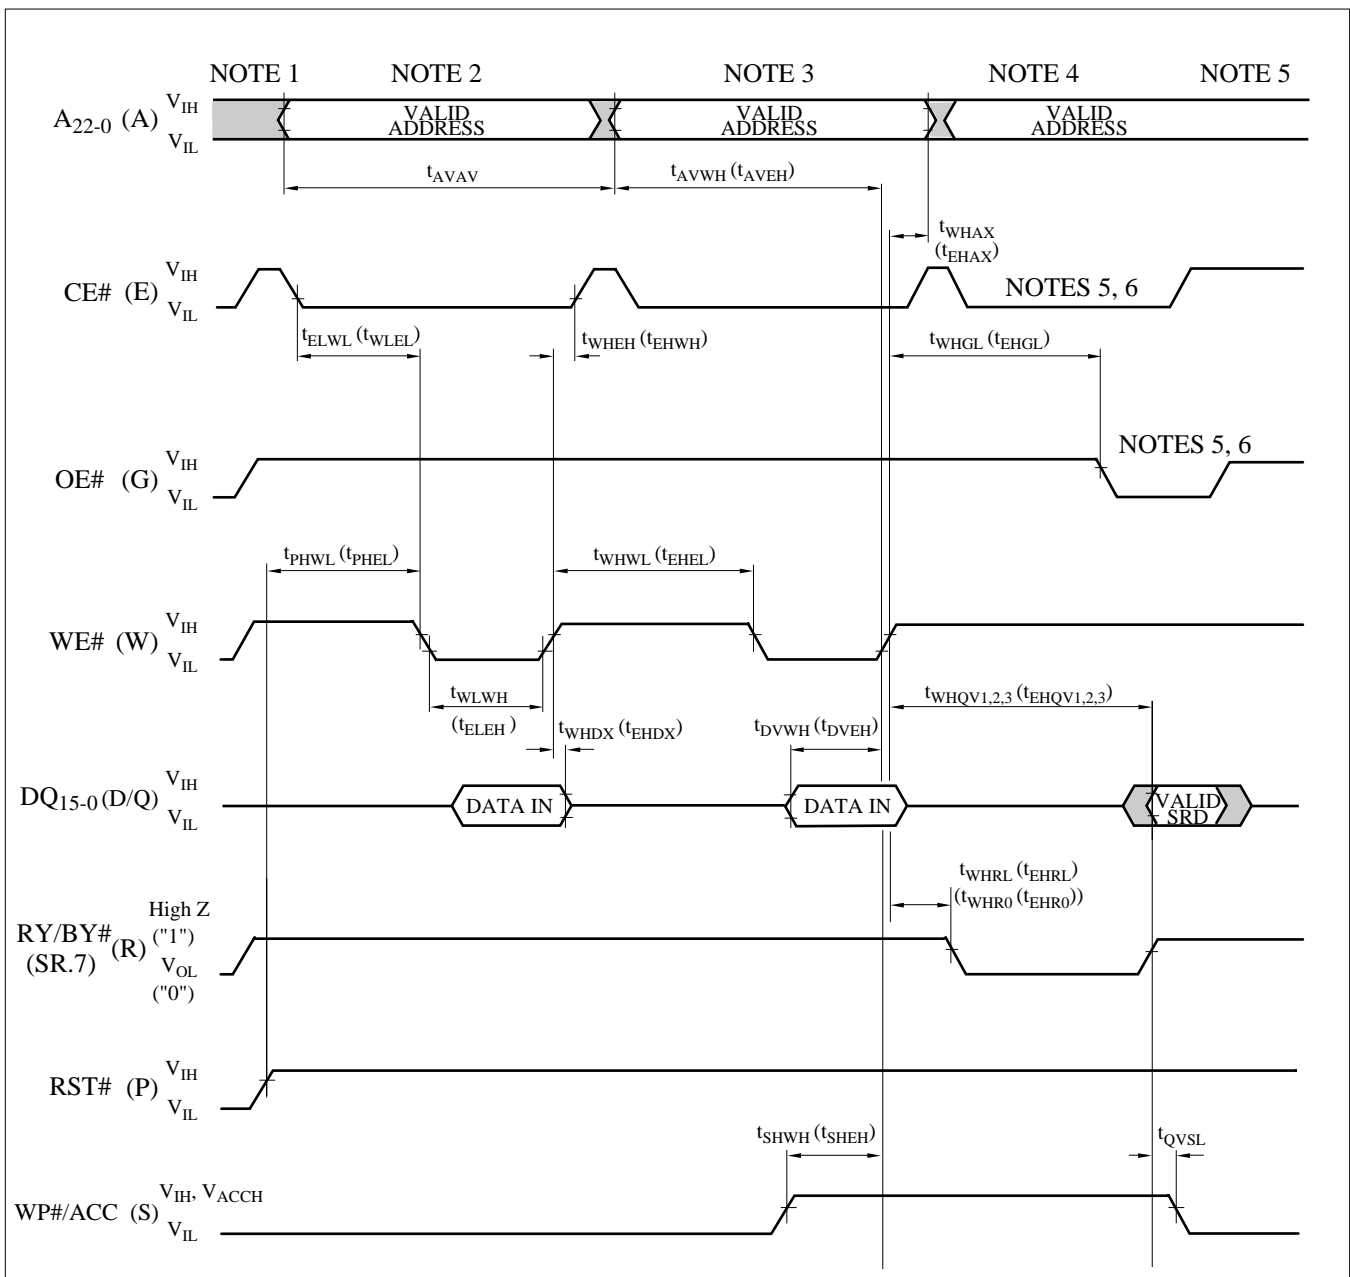 NOTE 1 NOTE 2 NOTE 3 NOTE 4 NOTE 5
A22-0 (A) VIH VIL
VALID ADDRESS
VALID ADDRESS
VALID ADDRESS
tAVAV
tAVWH (tAVEH)
tWHAX
(tEHAX)
CE# (E) VIH VIL
NOTES 5, 6
tELWL (tWLEL)
tWHEH (tEHWH)
tWHGL (tEHGL)
OE# (G) VIH VIL
NOTES 5, 6
tPHWL (tPHEL)
tWHWL (tEHEL)
WE# (W) VIH VIL
tWLWH
(tELEH )
tWHDX (tEHDX)
tDVWH (tDVEH)
tWHQV1,2,3 (tEHQV1,2,3)
DQ15-0 (D/Q) VIH VIL
DATA IN
DATA IN
VALID SRD
tWHRL (tEHRL)
(tWHR0 (tEHR0))
RY/BY#
(SR.7)
(R)
High Z
("1")
VOL
("0")
RST# (P) VIH VIL
tSHWH (tSHEH)
tQVSL
WP#/ACC (S) VIH, VACCH
VIL